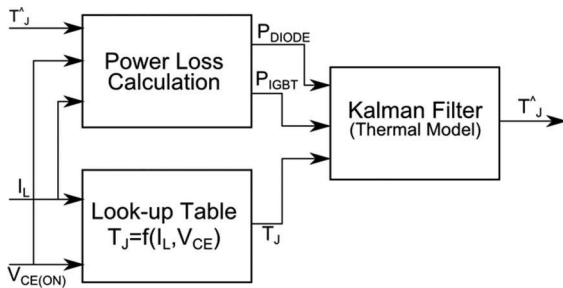 T^J
Power Loss
Calculation
PDIODE
PIGBT
Kalman Filter
(Thermal Model)
T^J
IL
Look-up Table
TJ=f(IL,VCE)
TJ
VCE(ON)